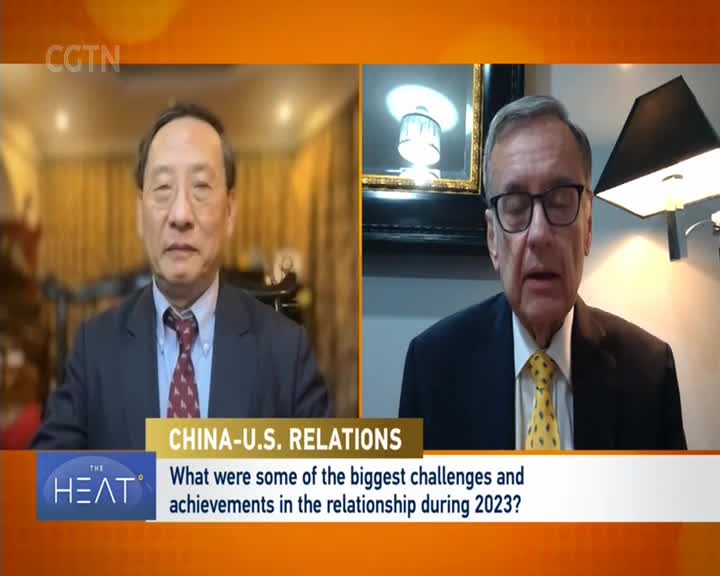 CGTN
CHINA-U.S. RELATIONS
THE
HEAT
What were some of the biggest challenges and
achievements in the relationship during 2023?